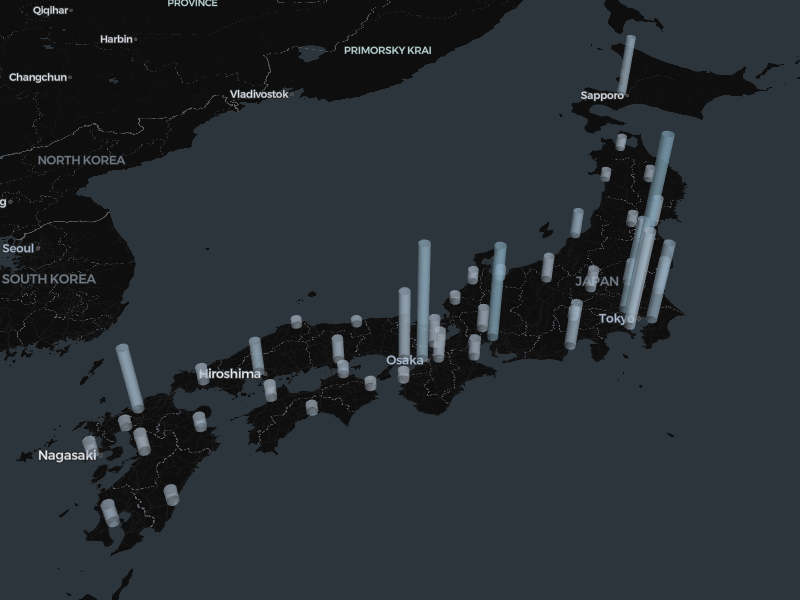 PROVINCE
Qiqihar
Harbin
PRIMORSKY KRAI
Changchun
Vladivostok
Sapporo
NORTH KOREA
g
Seoul
SOUTH KOREA
JAPAN
Tokyo
Osaka
Hiroshima
Nagasaki